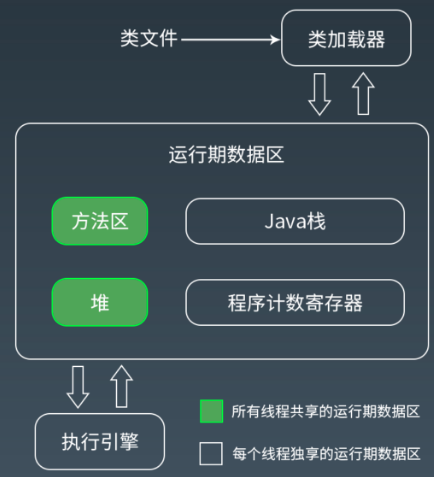 类文件
类加载器
运行期数据区
方法区
Java栈
堆
程序计数寄存器
执行引擎
所有线程共享的运行期数据区
每个线程独享的运行期数据区